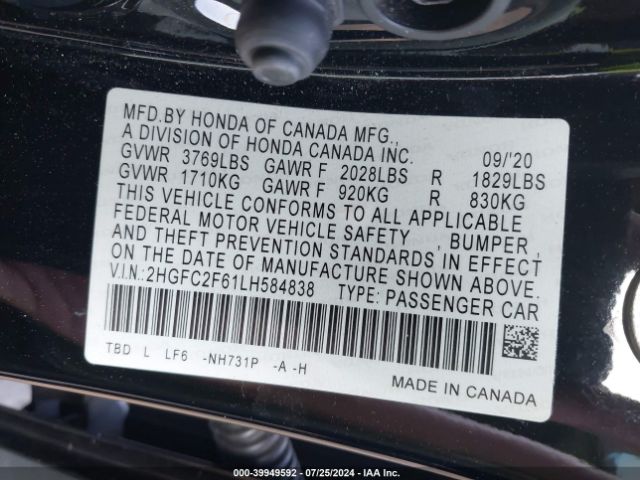 MFD.BY HONDA OF CANADA MFG.,
A DIVISION OF HONDA CANADA INC. 09/'20
GVWR 3769LBS GAWR F 2028LBS R 1829LBS
GVWR 1710KG GAWR F 920KG R 830KG
THIS VEHICLE CONFORMS TO ALL APPLICABLE
FEDERAL MOTOR VEHICLE SAFETY , BUMPER,
AND THEFT PREVENTION STANDARDS IN EFFECT
ON THE DATE OF MANUFACTURE SHOWN ABOVE.
V.I.N.:2HGFC2F61LH584838 TYPE: PASSENGER CAR
TBD L LF6 -NH731P -A -H
MADE IN CANADA
000-39949592 - 07/25/2024 - IAA Inc.